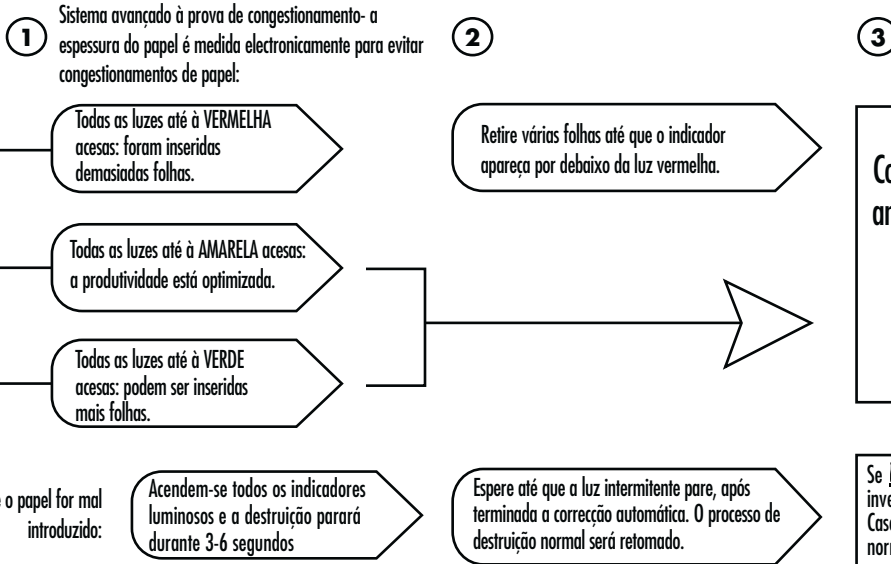 1
Sistema avançado à prova de congestionamento- a
espessura do papel é medida electronicamente para evitar
congestionamentos de papel:
Todas as luzes até à VERMELHA
acesas: foram inseridas
demasiadas folhas.
Todas as luzes até à AMARELA acesas:
a produtividade está optimizada.
Todas as luzes até à VERDE
acesas: podem ser inseridas
mais folhas.
2
Retire várias folhas até que o indicador
apareça por debaixo da luz vermelha.
3
o papel for mal
introduzido:
Acendem-se todos os indicadores
luminosos e a destruição parará
durante 3-6 segundos
Espere até que a luz intermitente pare, após
terminada a correcção automática. O processo de
destruição normal será retomado.
Se